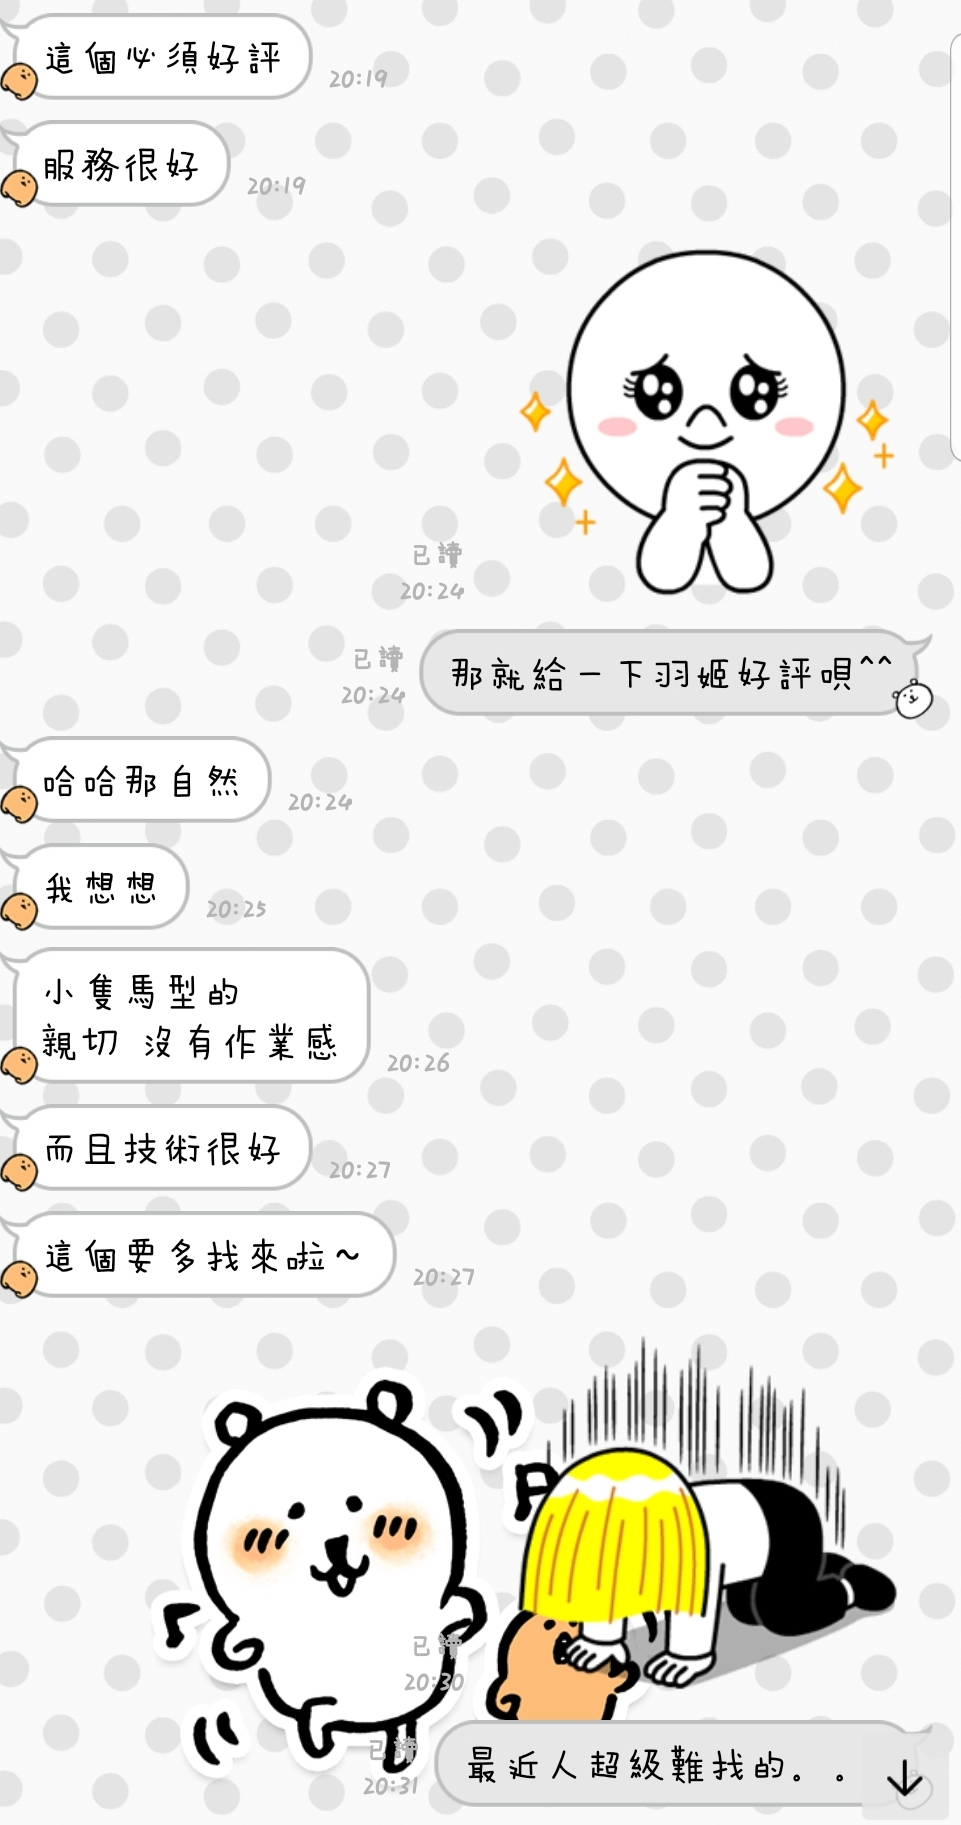 這個必須好評
20:19
服務很好
20:19
已讀
20:24
已讀
20:24
那就給一下羽姬好評唄^^
哈哈那自然
20:24
我想想
20:25
小隻馬型的
親切 沒有作業感
20:26
而且技術很好
20:27
這個要多找來啦~
20:27
已讀
20:30
已讀
20:31
最近人超級難找的。。